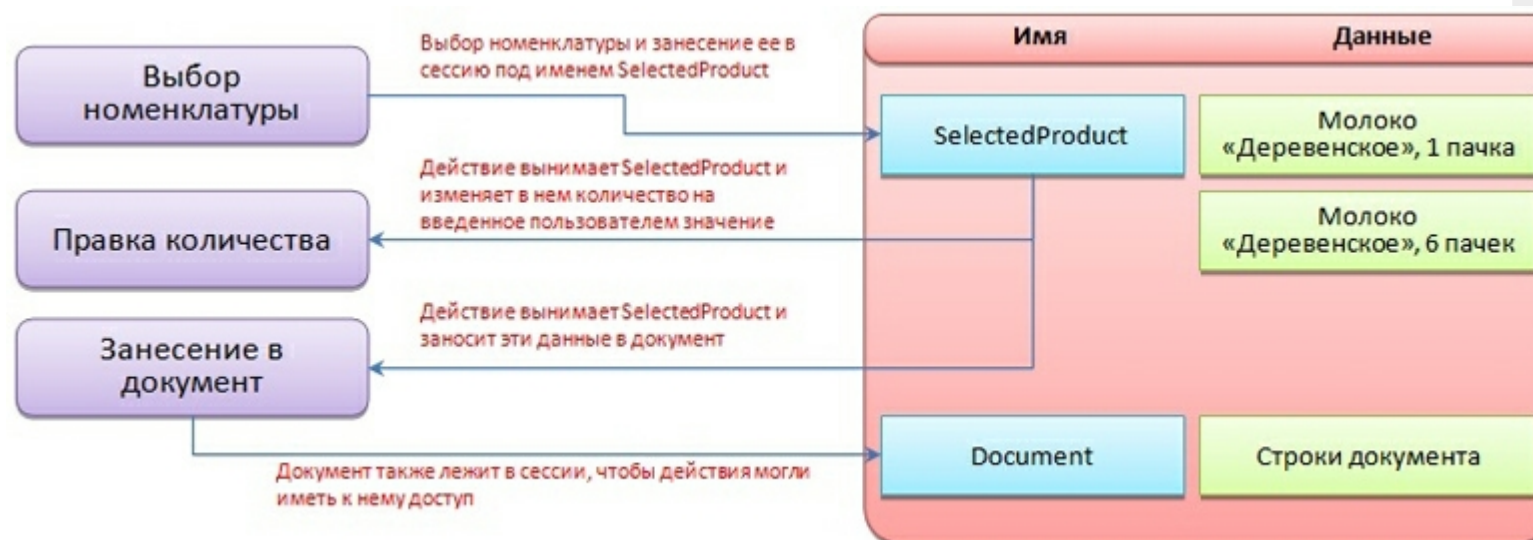 Выбор
номенклатуры
Выбор номенклатуры и занесение ее в
сессию под именем SelectedProduct
Имя
Данные
SelectedProduct
Молоко
«Деревенское», 1 пачка
Действие вынимает SelectedProduct и
изменяет в нем количество на
введенное пользователем значение
Правка количества
Молоко
«Деревенское», 6 пачек
Действие вынимает SelectedProduct и
заносит эти данные в документ
Занесение в
документ
Документ также лежит в сессии, чтобы действия могли
иметь к нему доступ
Document
Строки документа